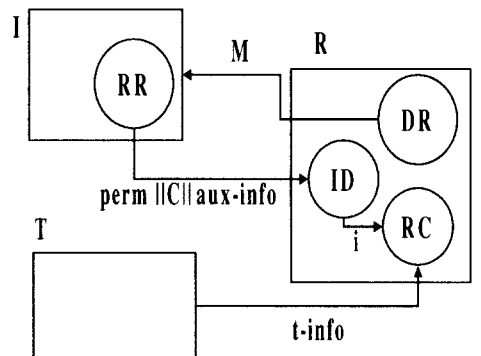 I
M
R
RR
DR
ID
perm ||C|| aux-info
RC
i
T
t-info